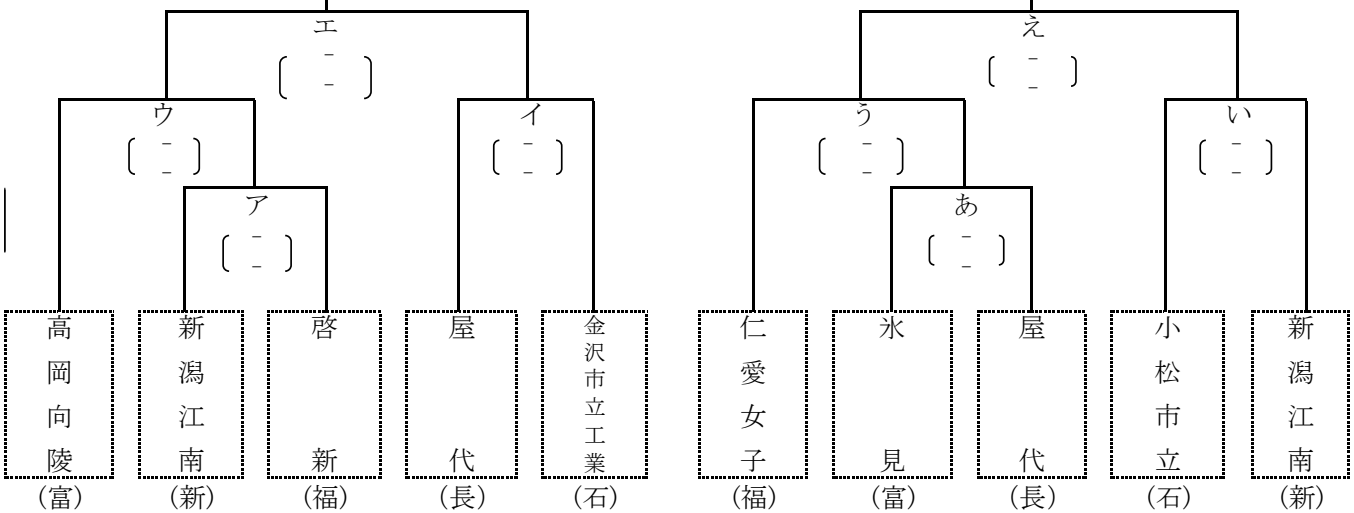 エ
え
- -
- -
- -
- -
ウ
イ
う
い
- - - -
- - - -
ア
あ
- -
- -
高岡向陵
新潟江南
啓新
屋代
金沢市立工業
仁愛女子
氷見
屋代
小松市立
新潟江南
(富)
(新)
(福)
(長)
(石)
(福)
(富)
(長)
(石)
(新)